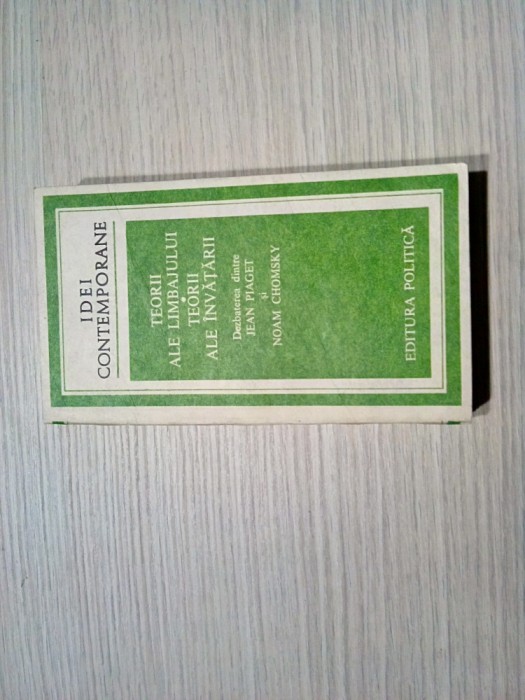 IDEI
CONTEMPORANE
TEORII
ALE LIMBAJULUI
TEORII
ALE ÎNVĂȚĂRII
Dezbaterea dintre
JEAN PIAGET
și
NOAM CHOMSKY
EDITURA POLITICĂ